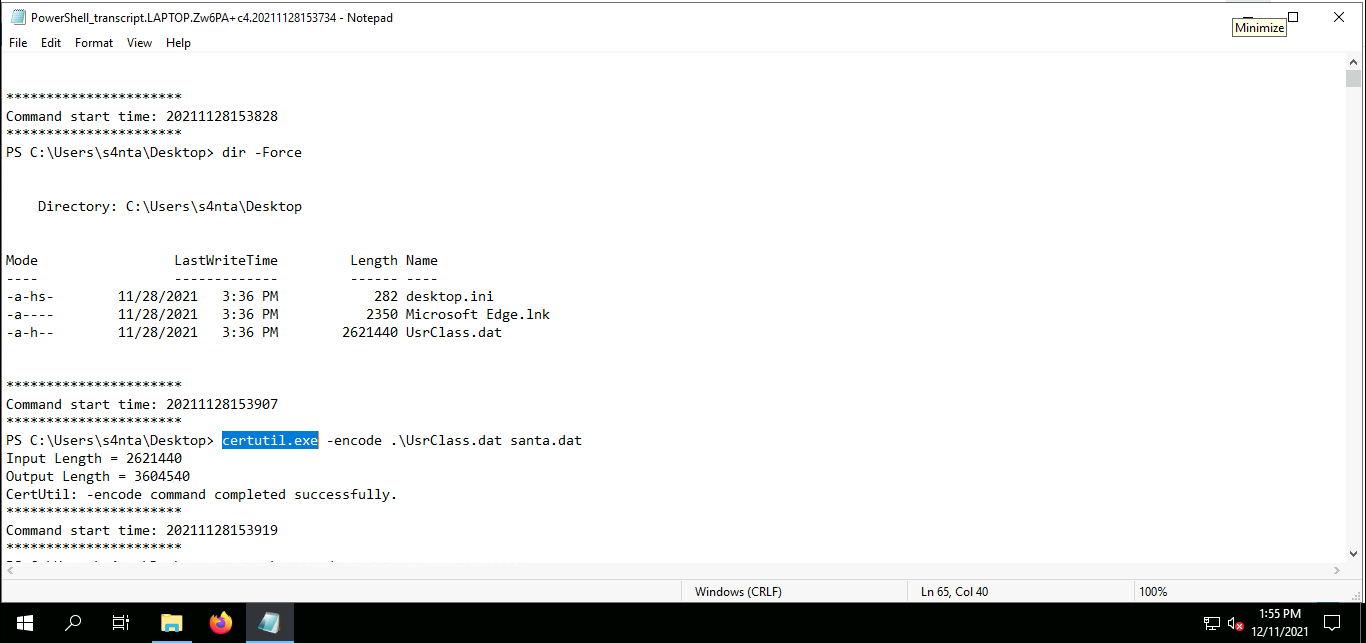 PowerShell_transcript.LAPTOP.Zw6PA+c4.20211128153734 - Notepad
Minimize
File Edit Format View Help
**********************
Command start time: 20211128153828
**********************
PS C:\Users\s4nta\Desktop> dir -Force
Directory: C:\Users\s4nta\Desktop
Mode LastWriteTime Length Name
---- ------------- ------ ----
-a-hs- 11/28/2021 3:36 PM 282 desktop.ini
-a---- 11/28/2021 3:36 PM 2350 Microsoft Edge.lnk
-a-h-- 11/28/2021 3:36 PM 2621440 UsrClass.dat
**********************
Command start time: 20211128153907
**********************
PS C:\Users\s4nta\Desktop> certutil.exe -encode .\UsrClass.dat santa.dat
Input Length = 2621440
Output Length = 3604540
CertUtil: -encode command completed successfully.
**********************
Command start time: 20211128153919
**********************
Windows (CRLF) Ln 65, Col 40 100%
1:55 PM
12/11/2021